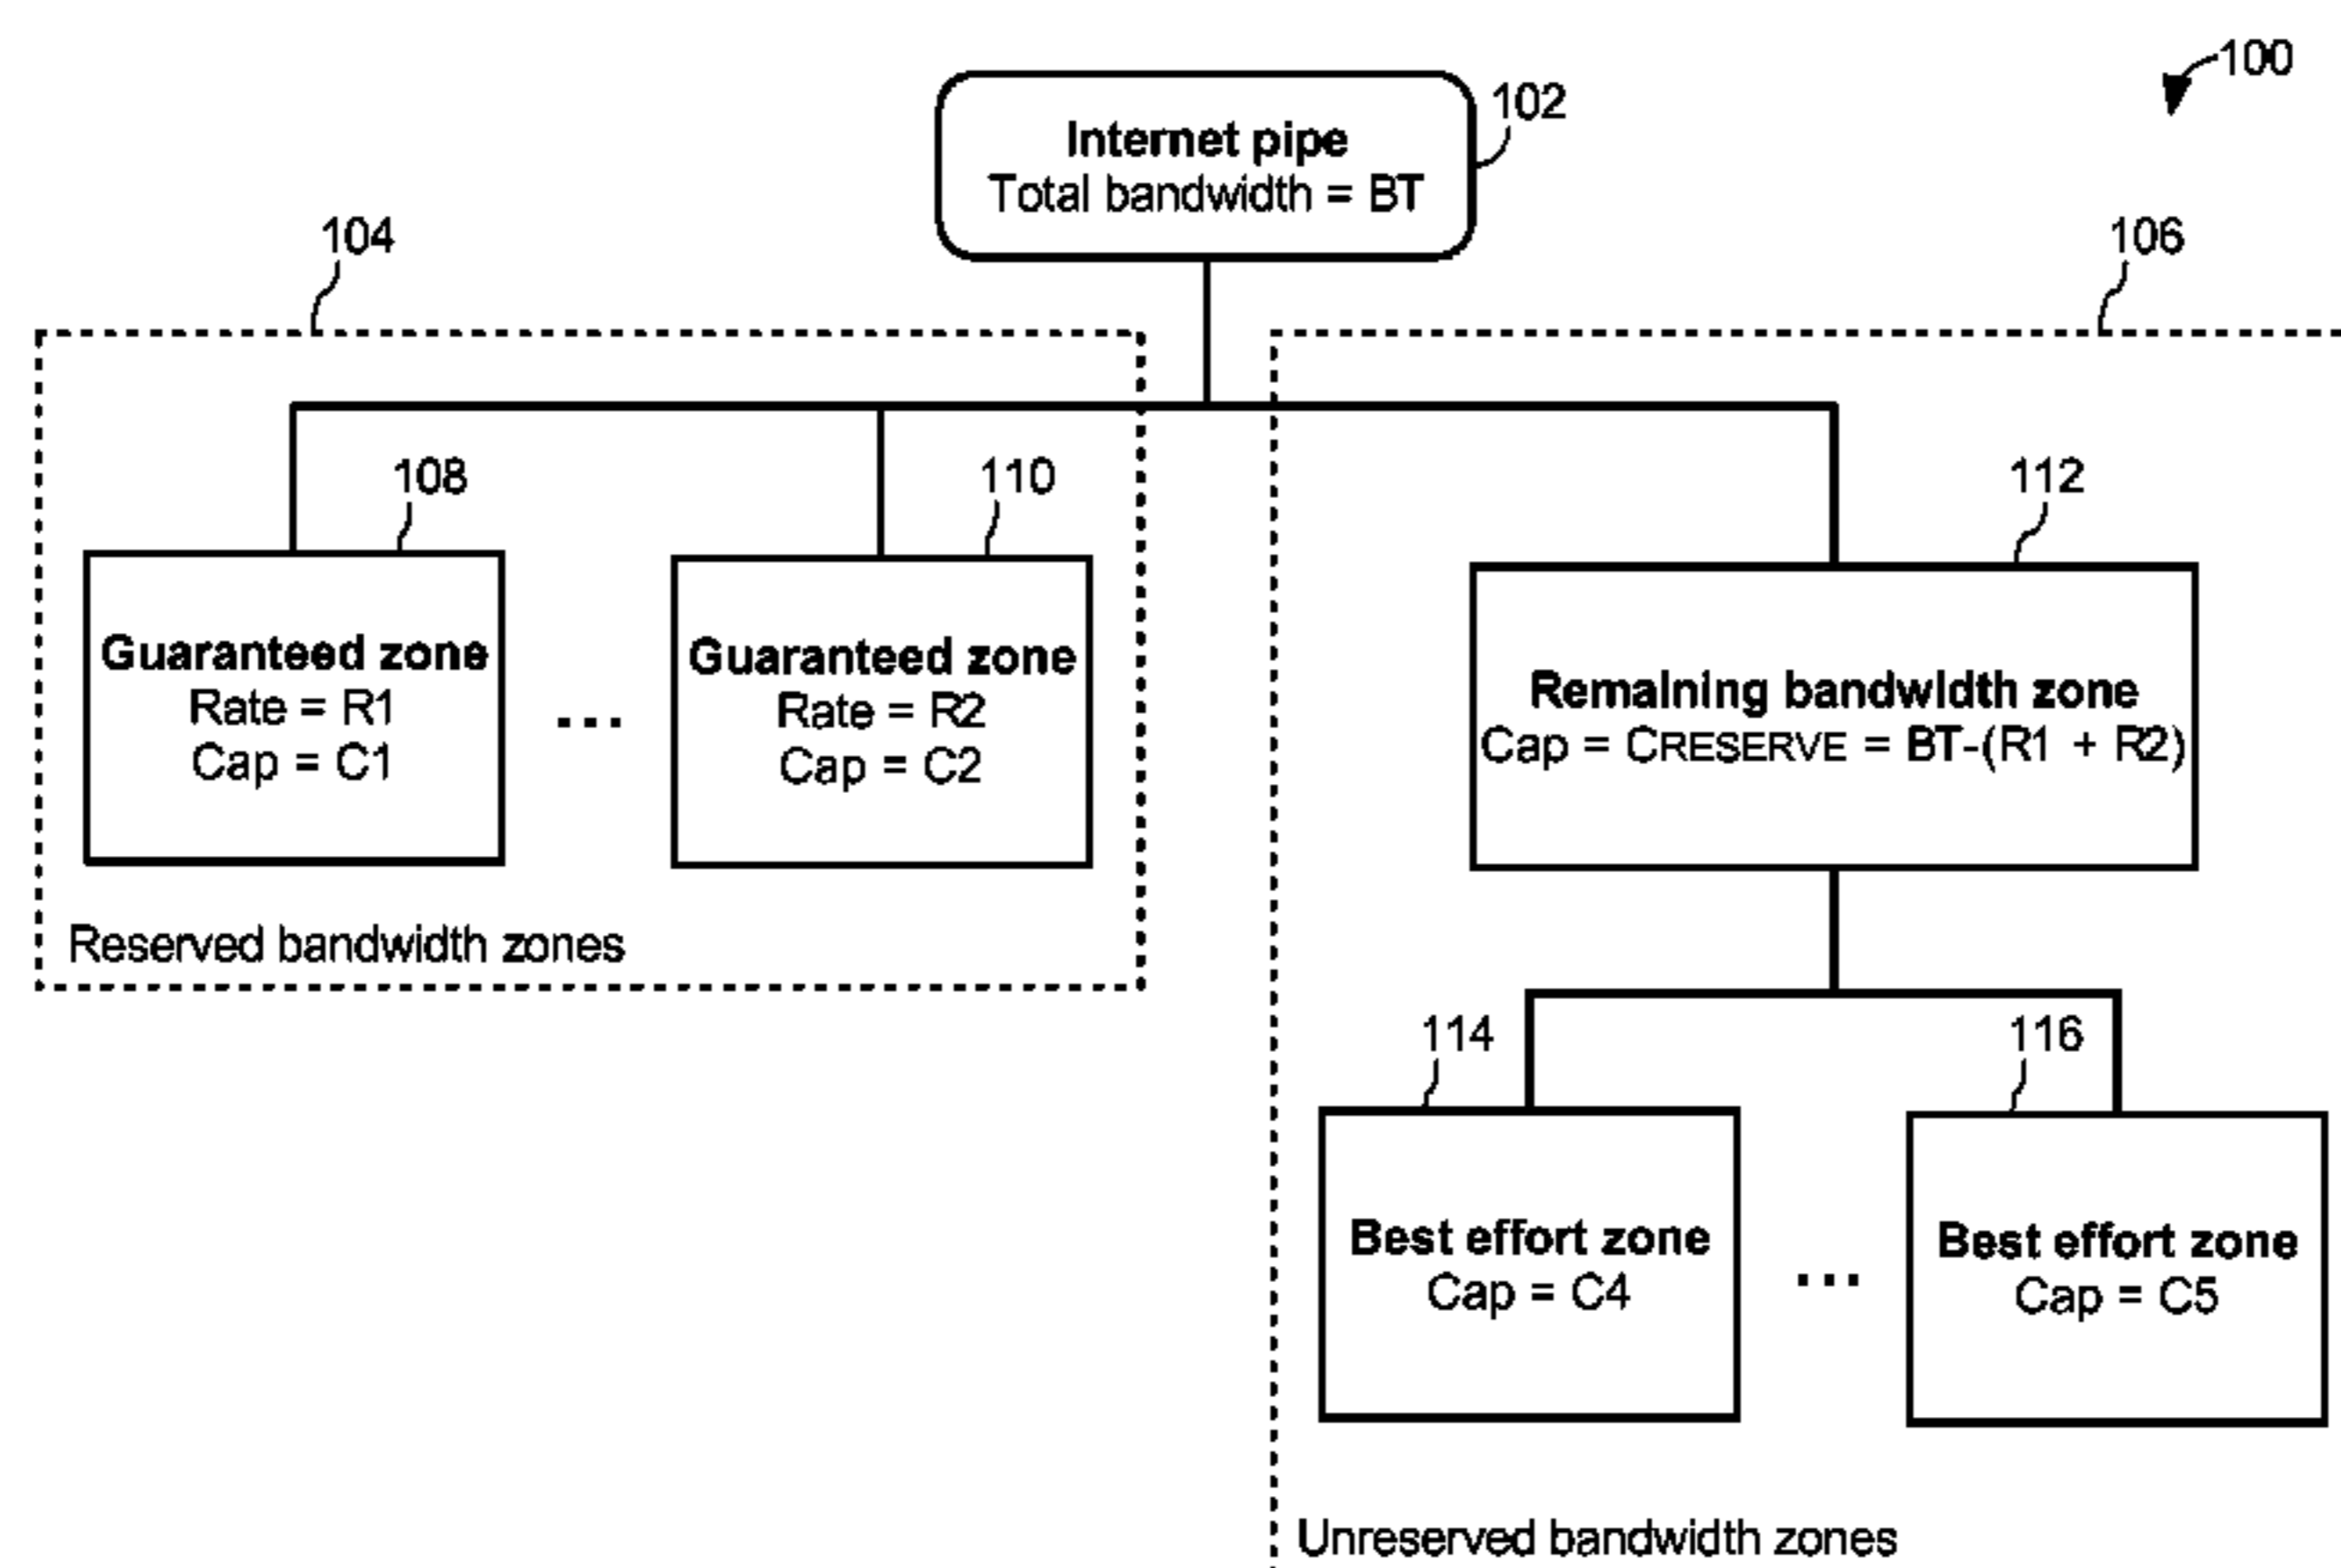 100
102
Internet pipe
Total bandwidth = BT
104
106
108
110
112
Guaranteed zone
Rate = R1
Cap = C1
...
Guaranteed zone
Rate = R2
Cap = C2
Remaining bandwidth zone
Cap = CRESERVE = BT-(R1 + R2)
Reserved bandwidth zones
114
116
Best effort zone
Cap = C4
...
Best effort zone
Cap = C5
Unreserved bandwidth zones